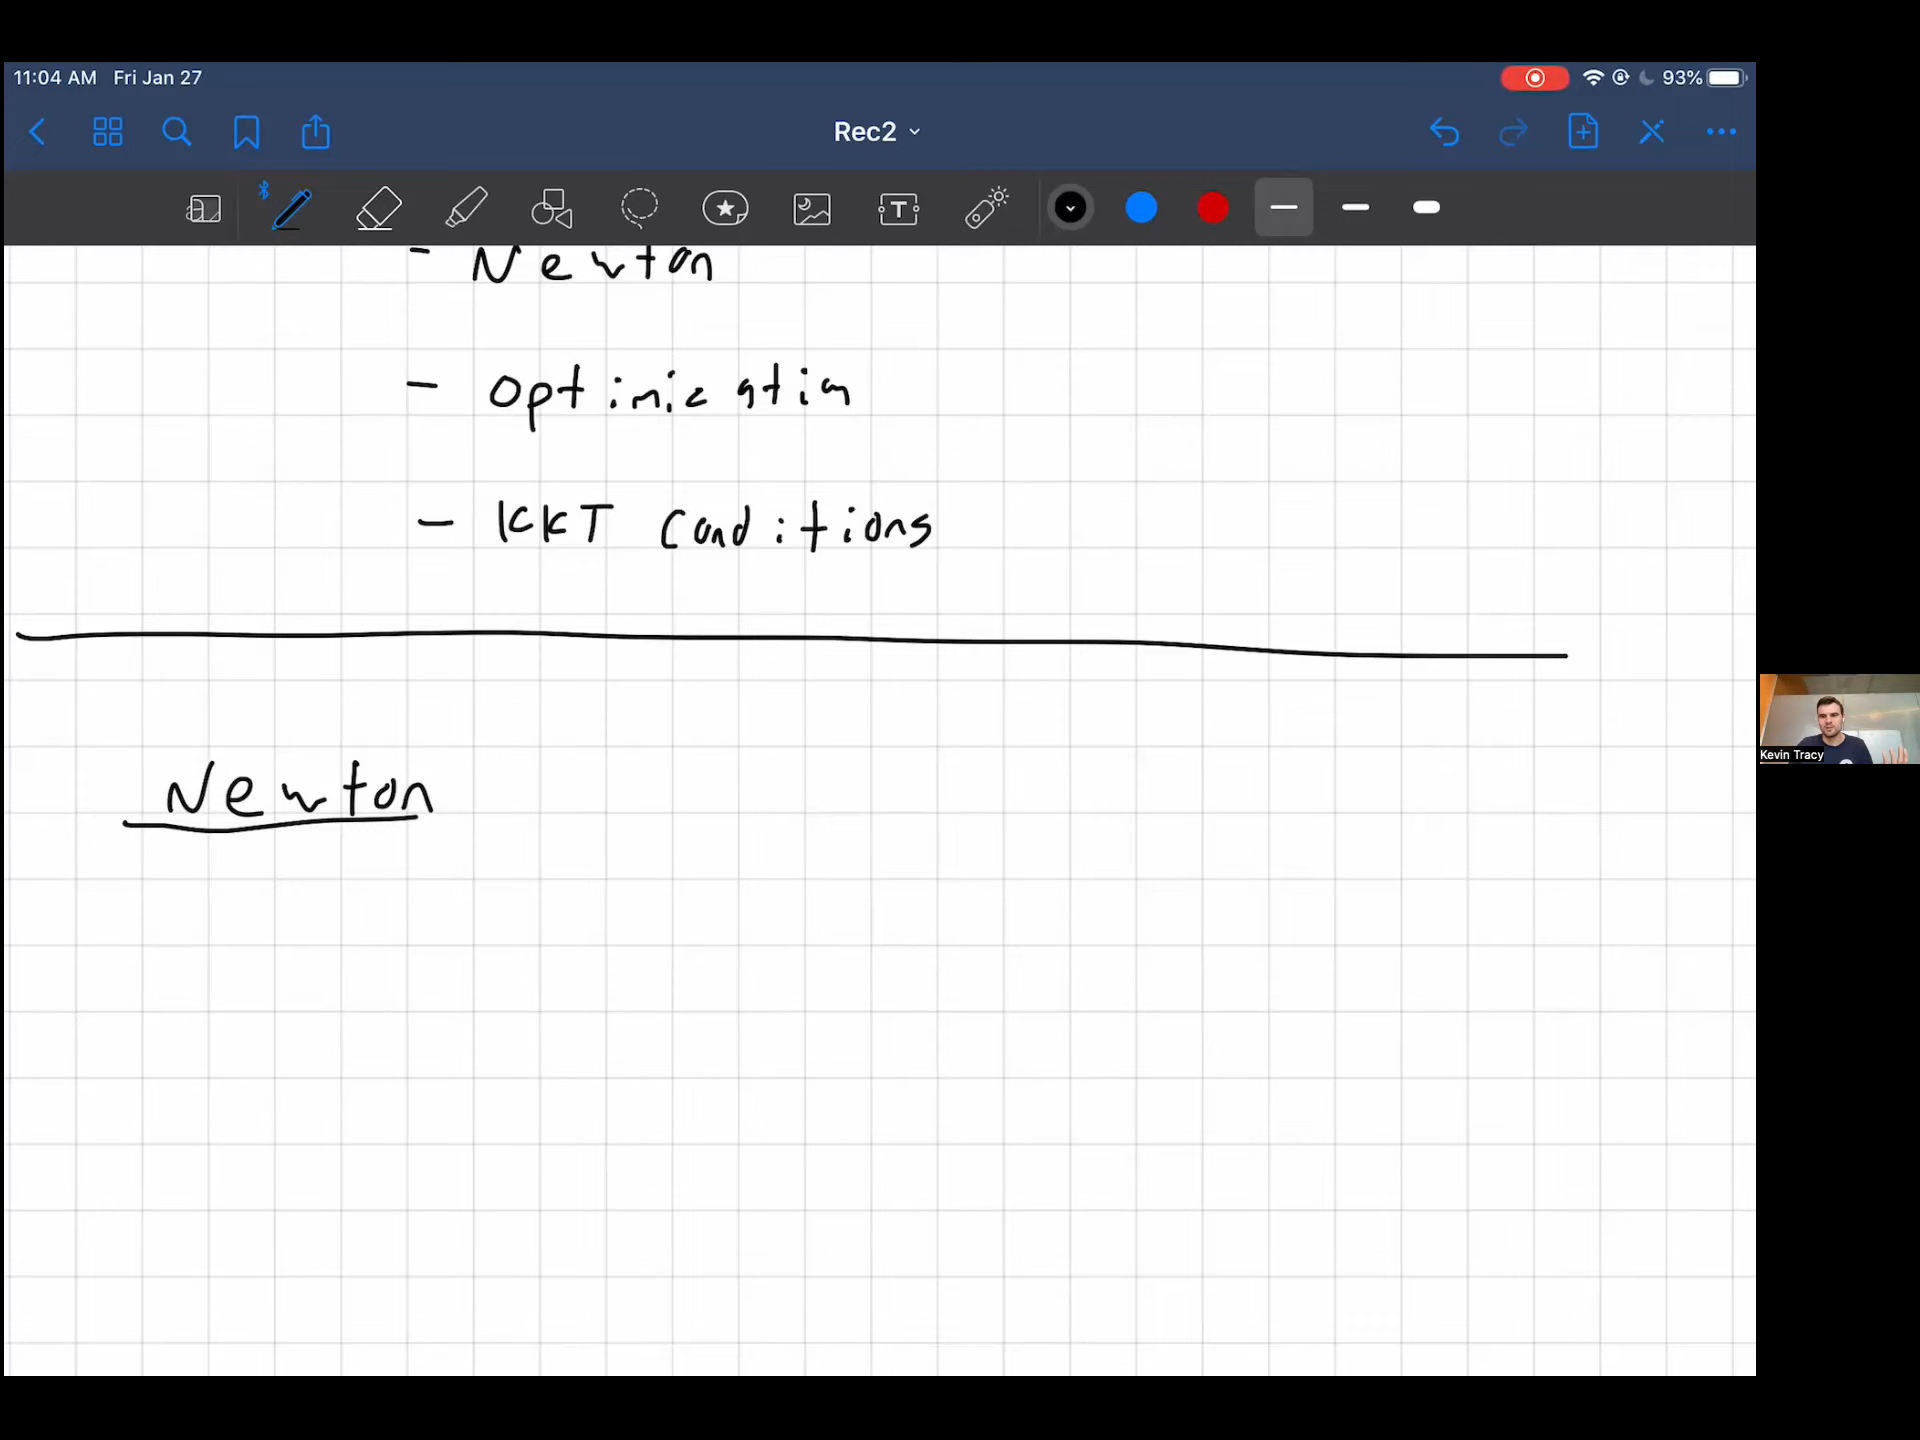 11:04 AM Fri Jan 27
93%
Rec2
T
- Newton
- Optimization
- KKT Conditions
Newton
Kevin Tracy